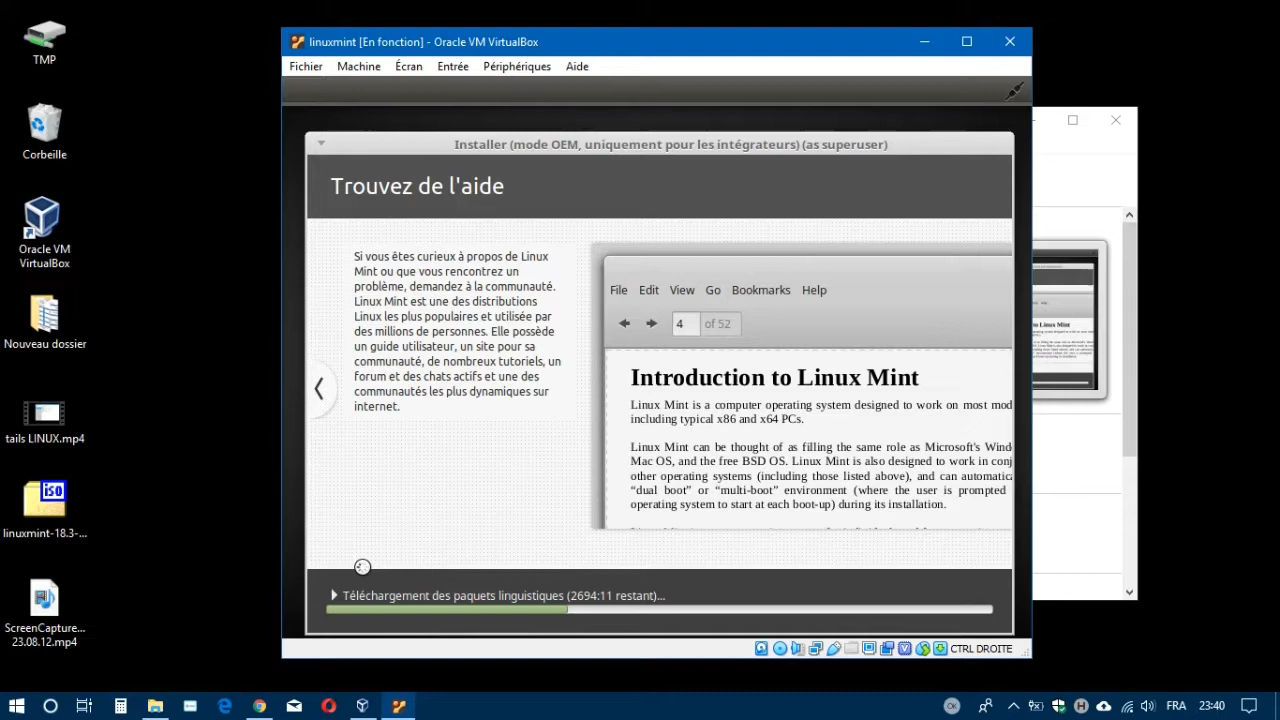 TMP
Corbeille
Oracle VM
VirtualBox
Nouveau dossier
tails LINUX.mp4
iso
linuxmint-18.3-...
ScreenCapture...
23.08.12.mp4
linuxmint [En fonction] - Oracle VM VirtualBox
Fichier Machine Écran Entrée Périphériques Aide
Installer (mode OEM, uniquement pour les intégrateurs) (as superuser)
Trouvez de l'aide
Si vous êtes curieux à propos de Linux
Mint ou que vous rencontrez un
problème, demandez à la communauté.
Linux Mint est une des distributions
Linux les plus populaires et utilisée par
des millions de personnes. Elle possède
un guide utilisateur, un site pour sa
communauté, de nombreux tutoriels, un
forum et des chats actifs et une des
communautés les plus dynamiques sur
internet.
File Edit View Go Bookmarks Help
4 of 52
Introduction to Linux Mint
Linux Mint is a computer operating system designed to work on most mod
including typical x86 and x64 PCs.
Linux Mint can be thought of as filling the same role as Microsoft's Wind
Mac OS, and the free BSD OS. Linux Mint is also designed to work in conj
other operating systems (including those listed above), and can automatica
“dual boot” or “multi-boot” environment (where the user is prompted
operating system to start at each boot-up) during its installation.
Téléchargement des paquets linguistiques (2694:11 restant)...
CTRL DROITE
to Linux Mint
FRA 23:40